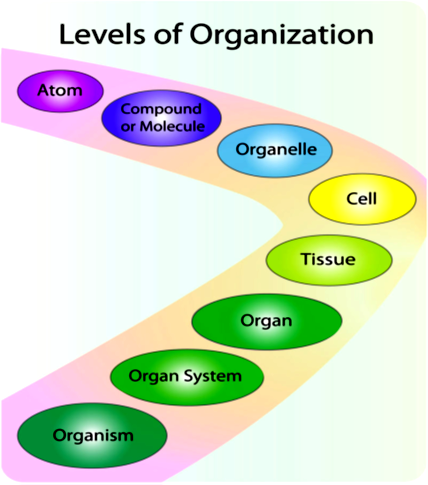 Levels of Organization
Atom
Compound
or Molecule
Organelle
Cell
Tissue
Organ
Organ System
Organism